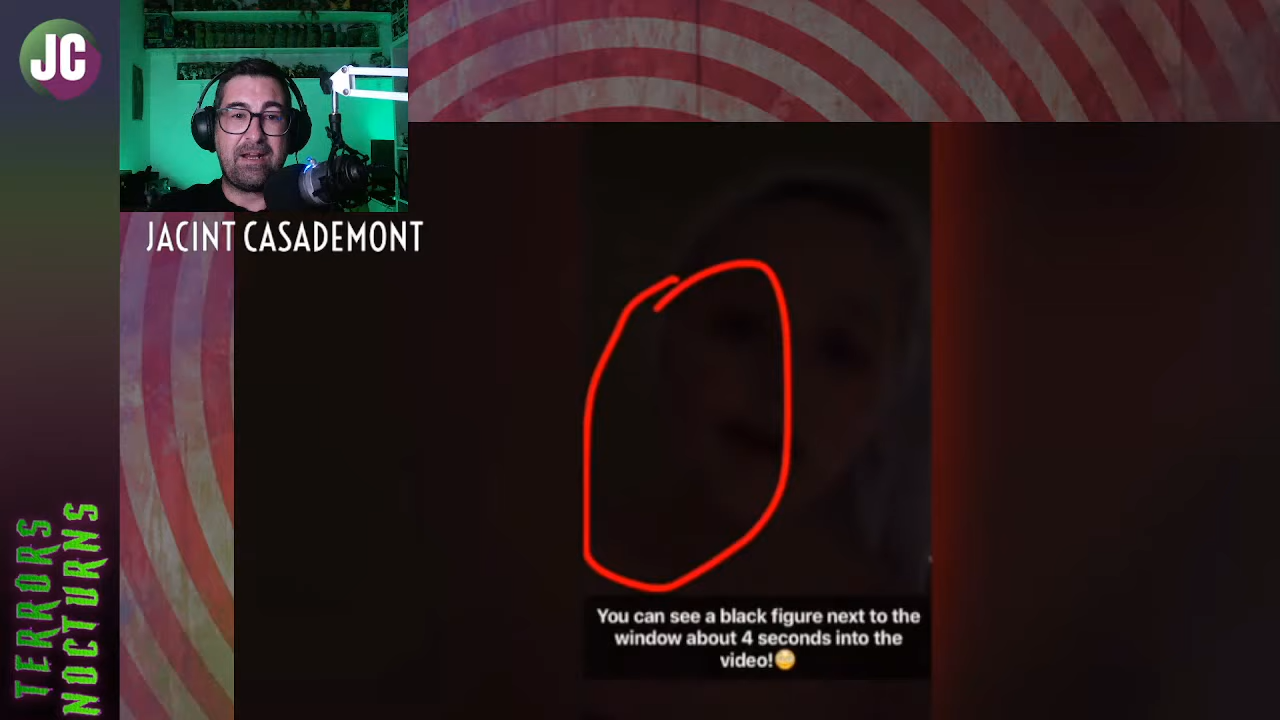 JC
JACINT CASADEMONT
TERRORS
NOCTURNS
You can see a black figure next to the
window about 4 seconds into the
video!😁